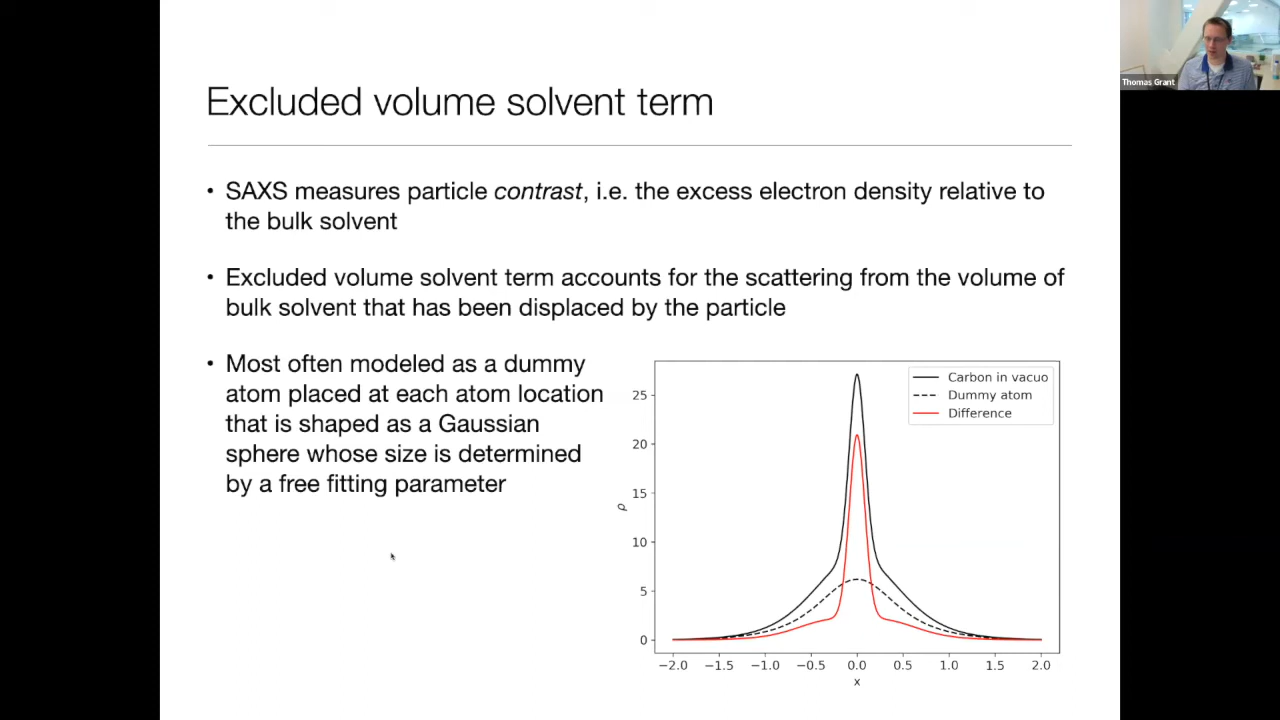 Thomas Grant
Excluded volume solvent term
• SAXS measures particle contrast, i.e. the excess electron density relative to
the bulk solvent
• Excluded volume solvent term accounts for the scattering from the volume of
bulk solvent that has been displaced by the particle
• Most often modeled as a dummy
atom placed at each atom location
that is shaped as a Gaussian
sphere whose size is determined
by a free fitting parameter
Carbon in vacuo
Dummy atom
Difference
25
20
15
10
5
0
ρ
−2.0 −1.5 −1.0 −0.5 0.0 0.5 1.0 1.5 2.0
x